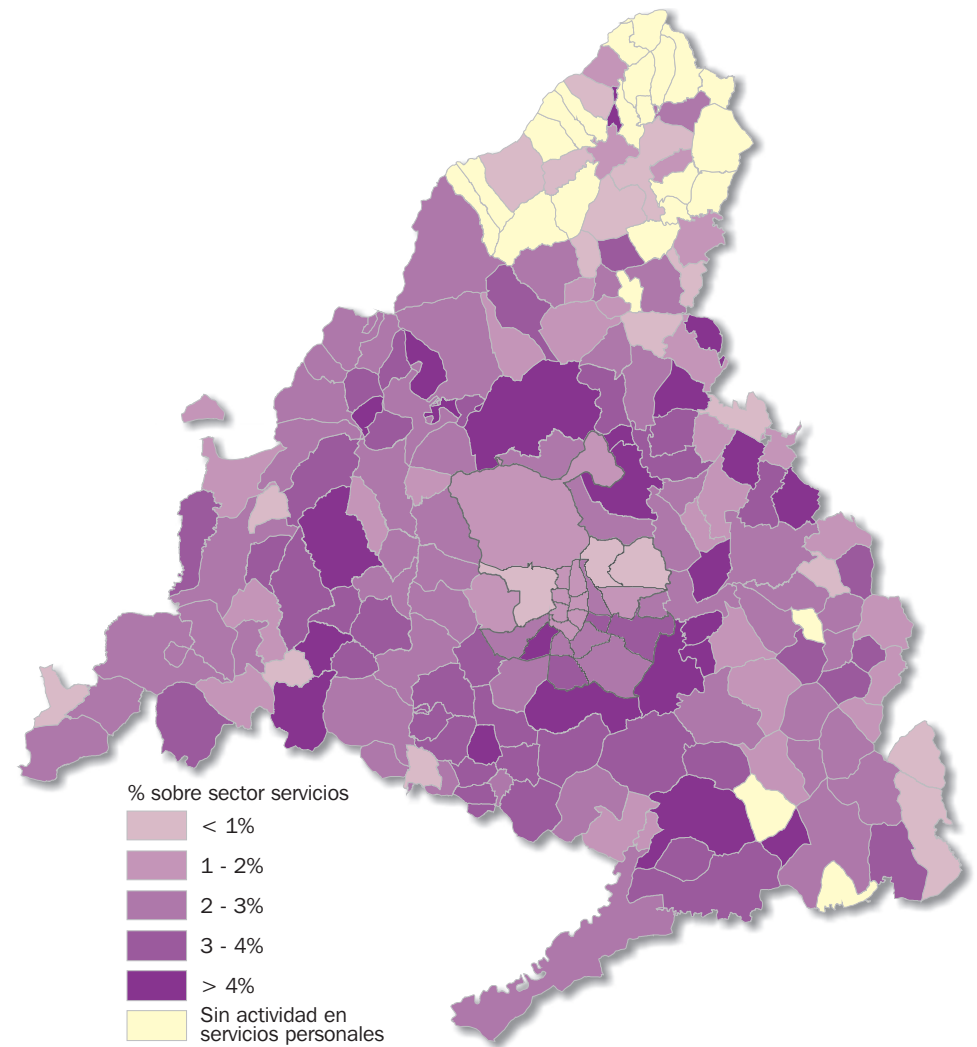 % sobre sector servicios
< 1%
1 - 2%
2 - 3%
3 - 4%
> 4%
Sin actividad en
servicios personales